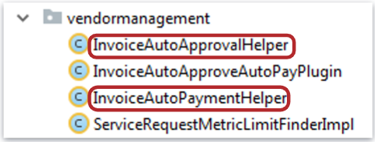 vendormanagement
C InvoiceAutoApprovalHelper
C InvoiceAutoApproveAutoPayPlugin
C InvoiceAutoPaymentHelper
C ServiceRequestMetricLimitFinderImpl